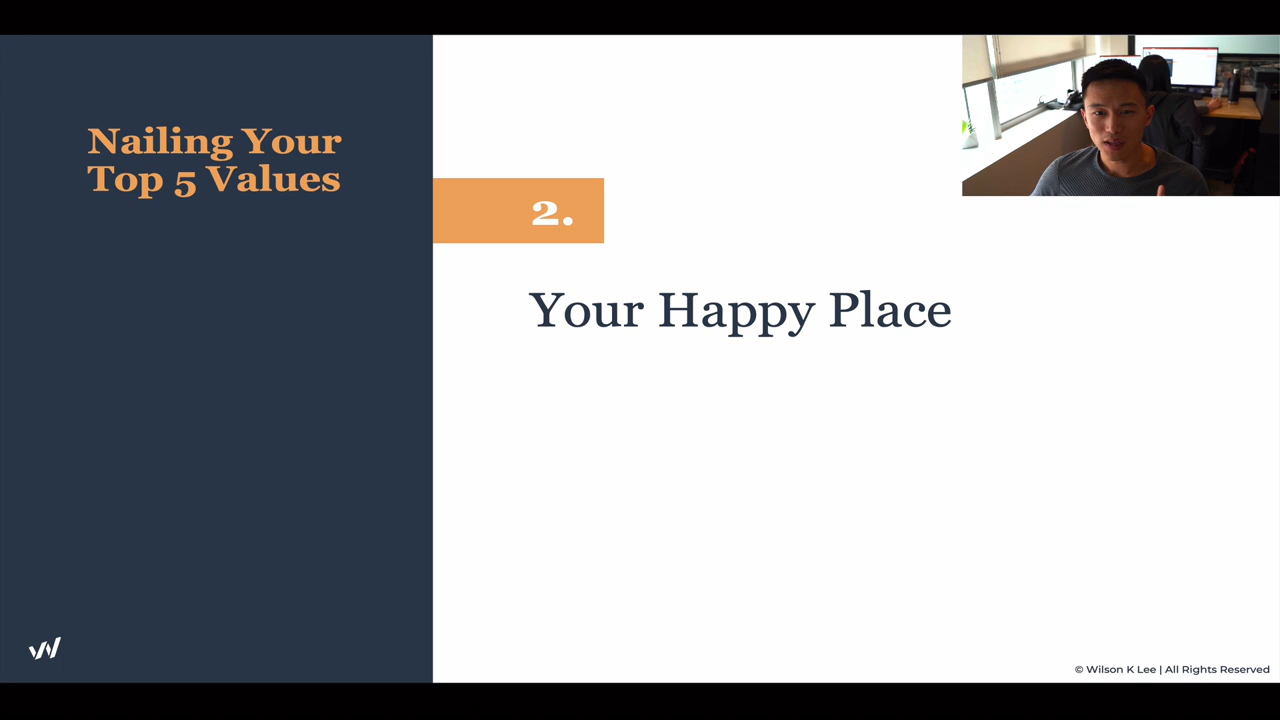 Nailing Your
Top 5 Values
2.
Your Happy Place
© Wilson K Lee | All Rights Reserved